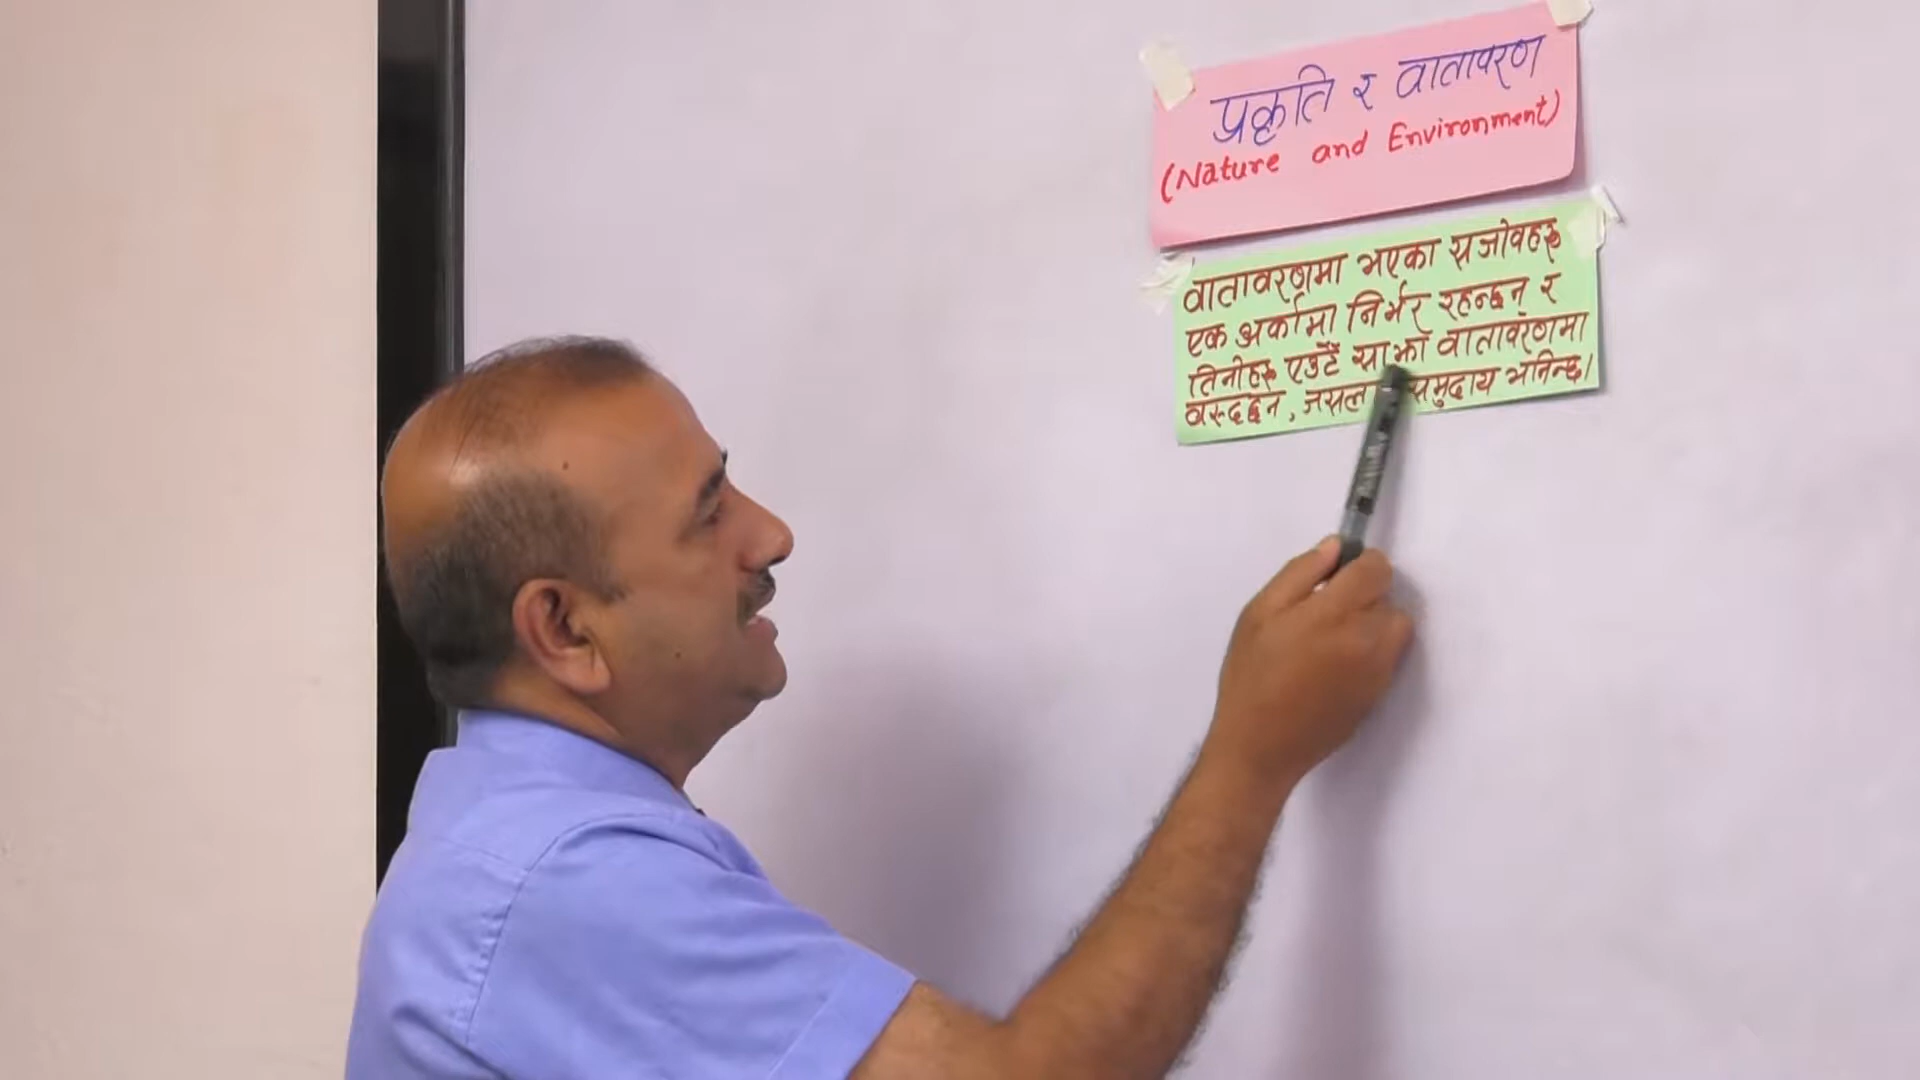 प्रकृति र वातावरण
(Nature and Environment)
वातावरणमा भएका सजीवहरू
एक अर्कामा निर्भर रहन्छन् र
तिनीहरू एउटै साझा वातावरणमा
बस्दछन, जसला समुदाय भनिन्छ।